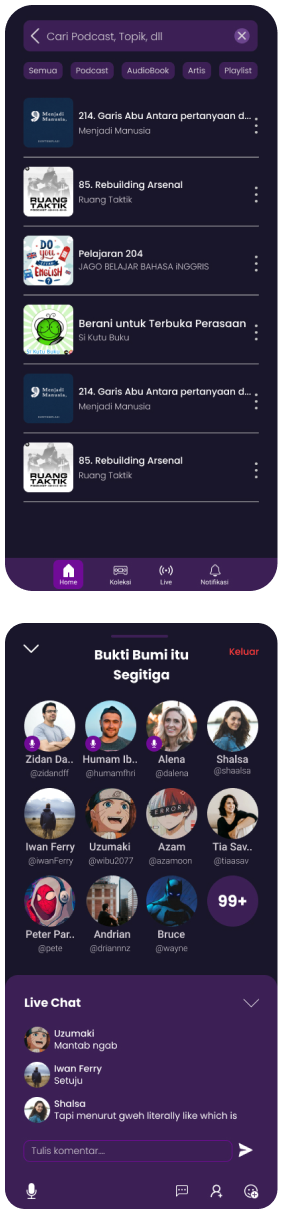 Cari Podcast, Topik, dll
Semua
Podcast
AudioBook
Artis
Playlist
Menjadi
Manusia.
214. Garis Abu Antara pertanyaan d...
Menjadi Manusia
RUANG
TAKTIK
85. Rebuilding Arsenal
Ruang Taktik
DO
you
speak
ENGLISH
?
Pelajaran 204
JAGO BELAJAR BAHASA iNGGRIS
Si Kutu Buku
Berani untuk Terbuka Perasaan
Si Kutu Buku
Menjadi
Manusia.
214. Garis Abu Antara pertanyaan d...
Menjadi Manusia
RUANG
TAKTIK
85. Rebuilding Arsenal
Ruang Taktik
Home
Koleksi
Live
Notifikasi
Bukti Bumi itu
Segitiga
Keluar
Zidan Da..
@zidandff
Humam Ib..
@humamfhri
Alena
@dalena
Shalsa
@shaalsa
Iwan Ferry
@iwanFerry
Uzumaki
@wibu2077
ERROR
Azam
@azamoon
Tia Sav..
@tiaasav
Peter Par..
@pete
Andrian
@driannnz
Bruce
@wayne
99+
Live Chat
Uzumaki
Mantab ngab
Iwan Ferry
Setuju
Shalsa
Tapi menurut gweh literally like which is
Tulis komentar...